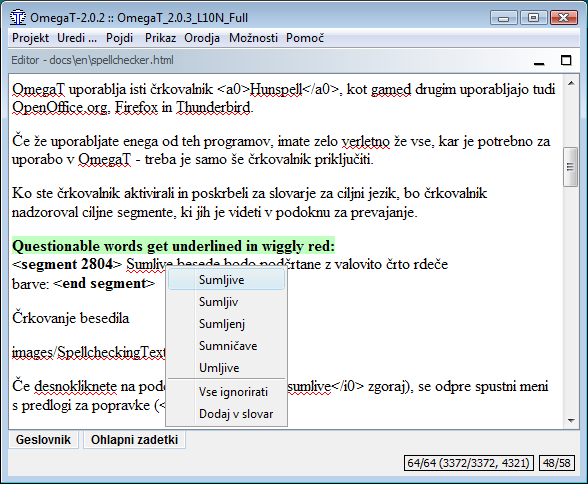 OmegaT-2.0.2 :: OmegaT_2.0.3_L10N_Full
Projekt Uredi ... Pojdi Prikaz Orodja Možnosti Pomoč
Editor - docs\en\spellchecker.html
OmegaT uporablja isti črkovalnik <a0>Hunspell</a0>, kot gamed drugim uporabljajo tudi
OpenOffice.org, Firefox in Thunderbird.
Če že uporabljate enega od teh programov, imate zelo verletno že vse, kar je potrebno za
uporabo v OmegaT - treba je samo še črkovalnik priključiti.
Ko ste črkovalnik aktivirali in poskrbeli za slovarje za ciljni jezik, bo črkovalnik
nadzoroval ciljne segmente, ki jih je videti v podoknu za prevajanje.
Questionable words get underlined in wiggly red:
<segment 2804> Sumlive besede bodo podčrtane z valovito črto rdeče
barve: <end segment>
Sumljive
Sumljiv
Sumljenj
Sumničave
Umljive
Vse ignorirati
Dodaj v slovar
Črkovanje besedila
images/SpellcheckingText
Če desnokliknete na pod sumlive</i0> zgoraj), se odpre spustni meni
s predlogi za popravke (<
Geslovnik Ohlapni zadetki
64/64 (3372/3372, 4321) 48/58